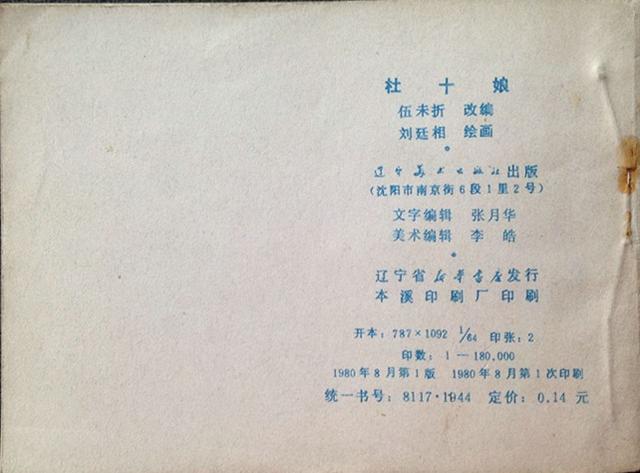 杜十娘
伍未折 改编
刘廷相 绘画
辽宁美术出版社出版
(沈阳市南京街6段1里2号)
文字编辑 张月华
美术编辑 李皓
辽宁省新华书店发行
本溪印刷厂印刷
开本：787×1092 1/64 印张：2
印数：1—180,000
1980年8月第1版 1980年8月第1次印刷
统一书号：8117·1944 定价：0.14元